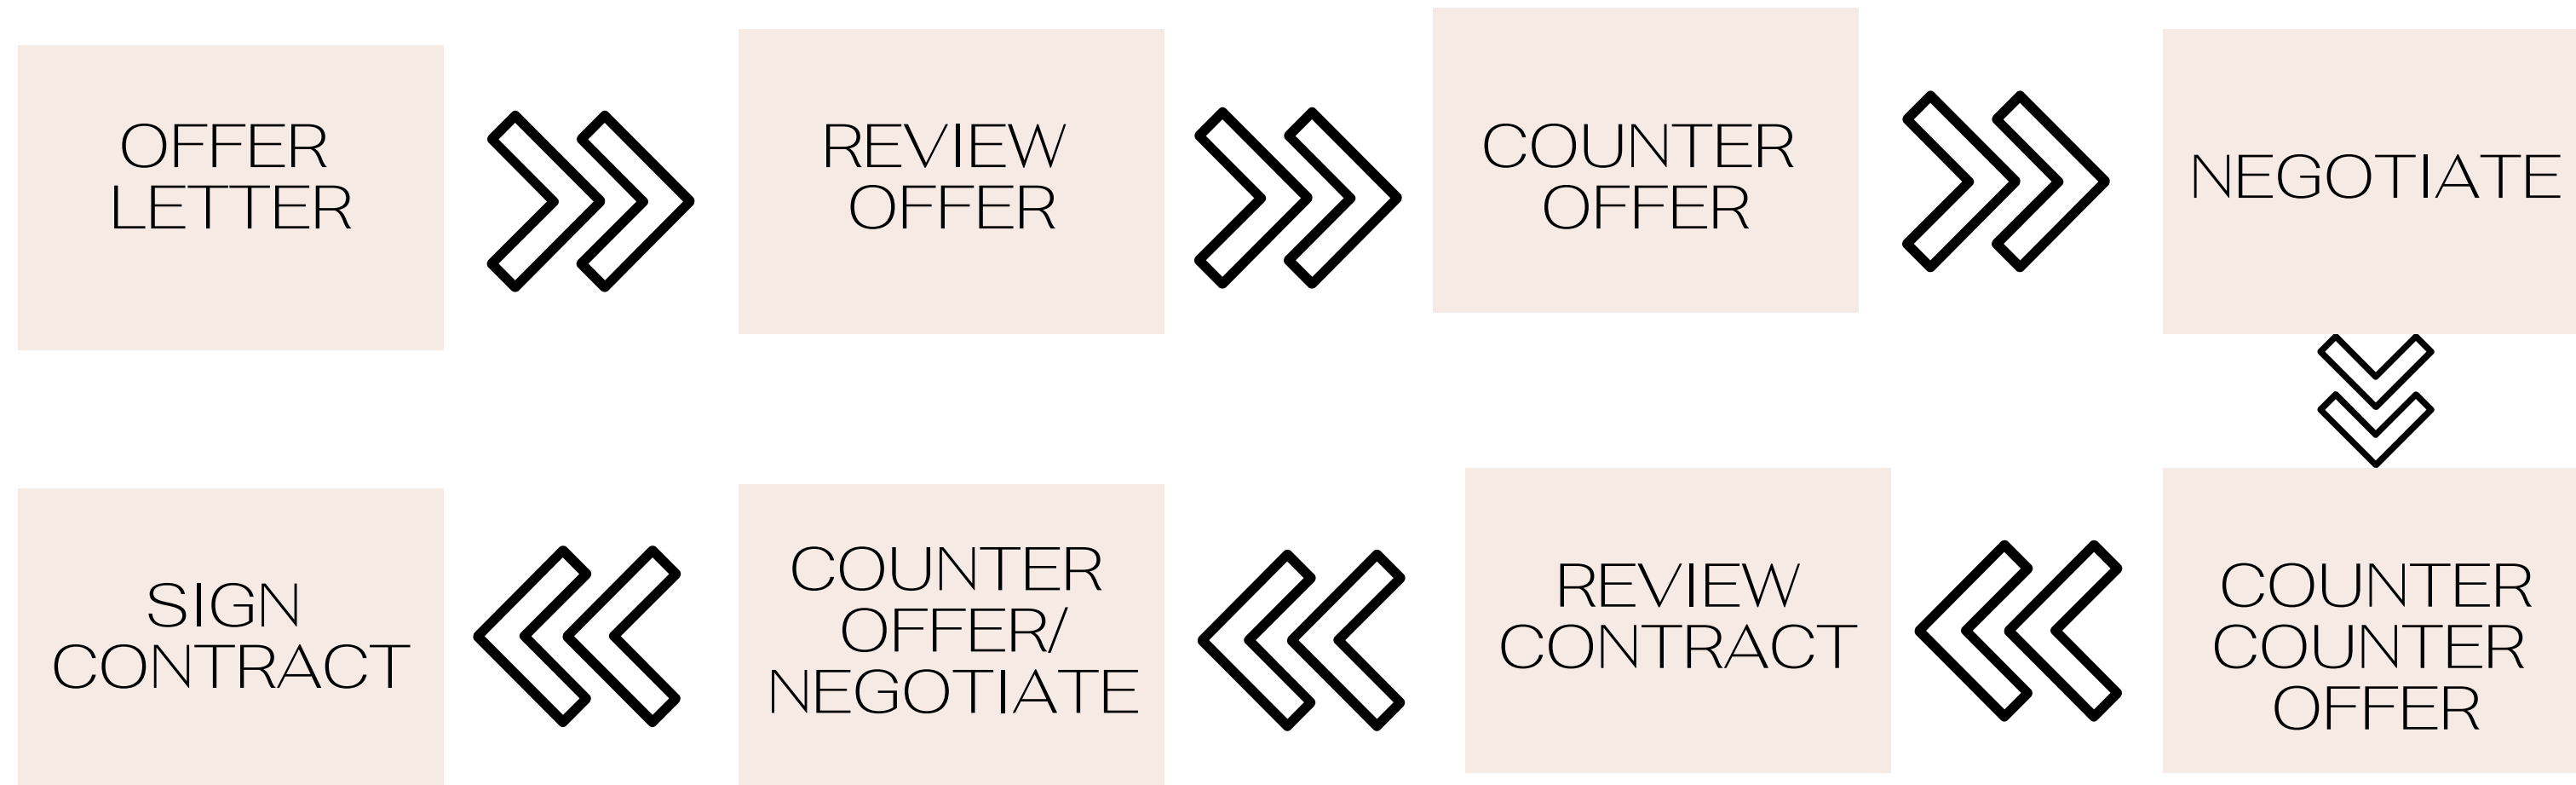 OFFER
LETTER
REVIEW
OFFER
COUNTER
OFFER
NEGOTIATE
COUNTER
COUNTER
OFFER
REVIEW
CONTRACT
COUNTER
OFFER/
NEGOTIATE
SIGN
CONTRACT